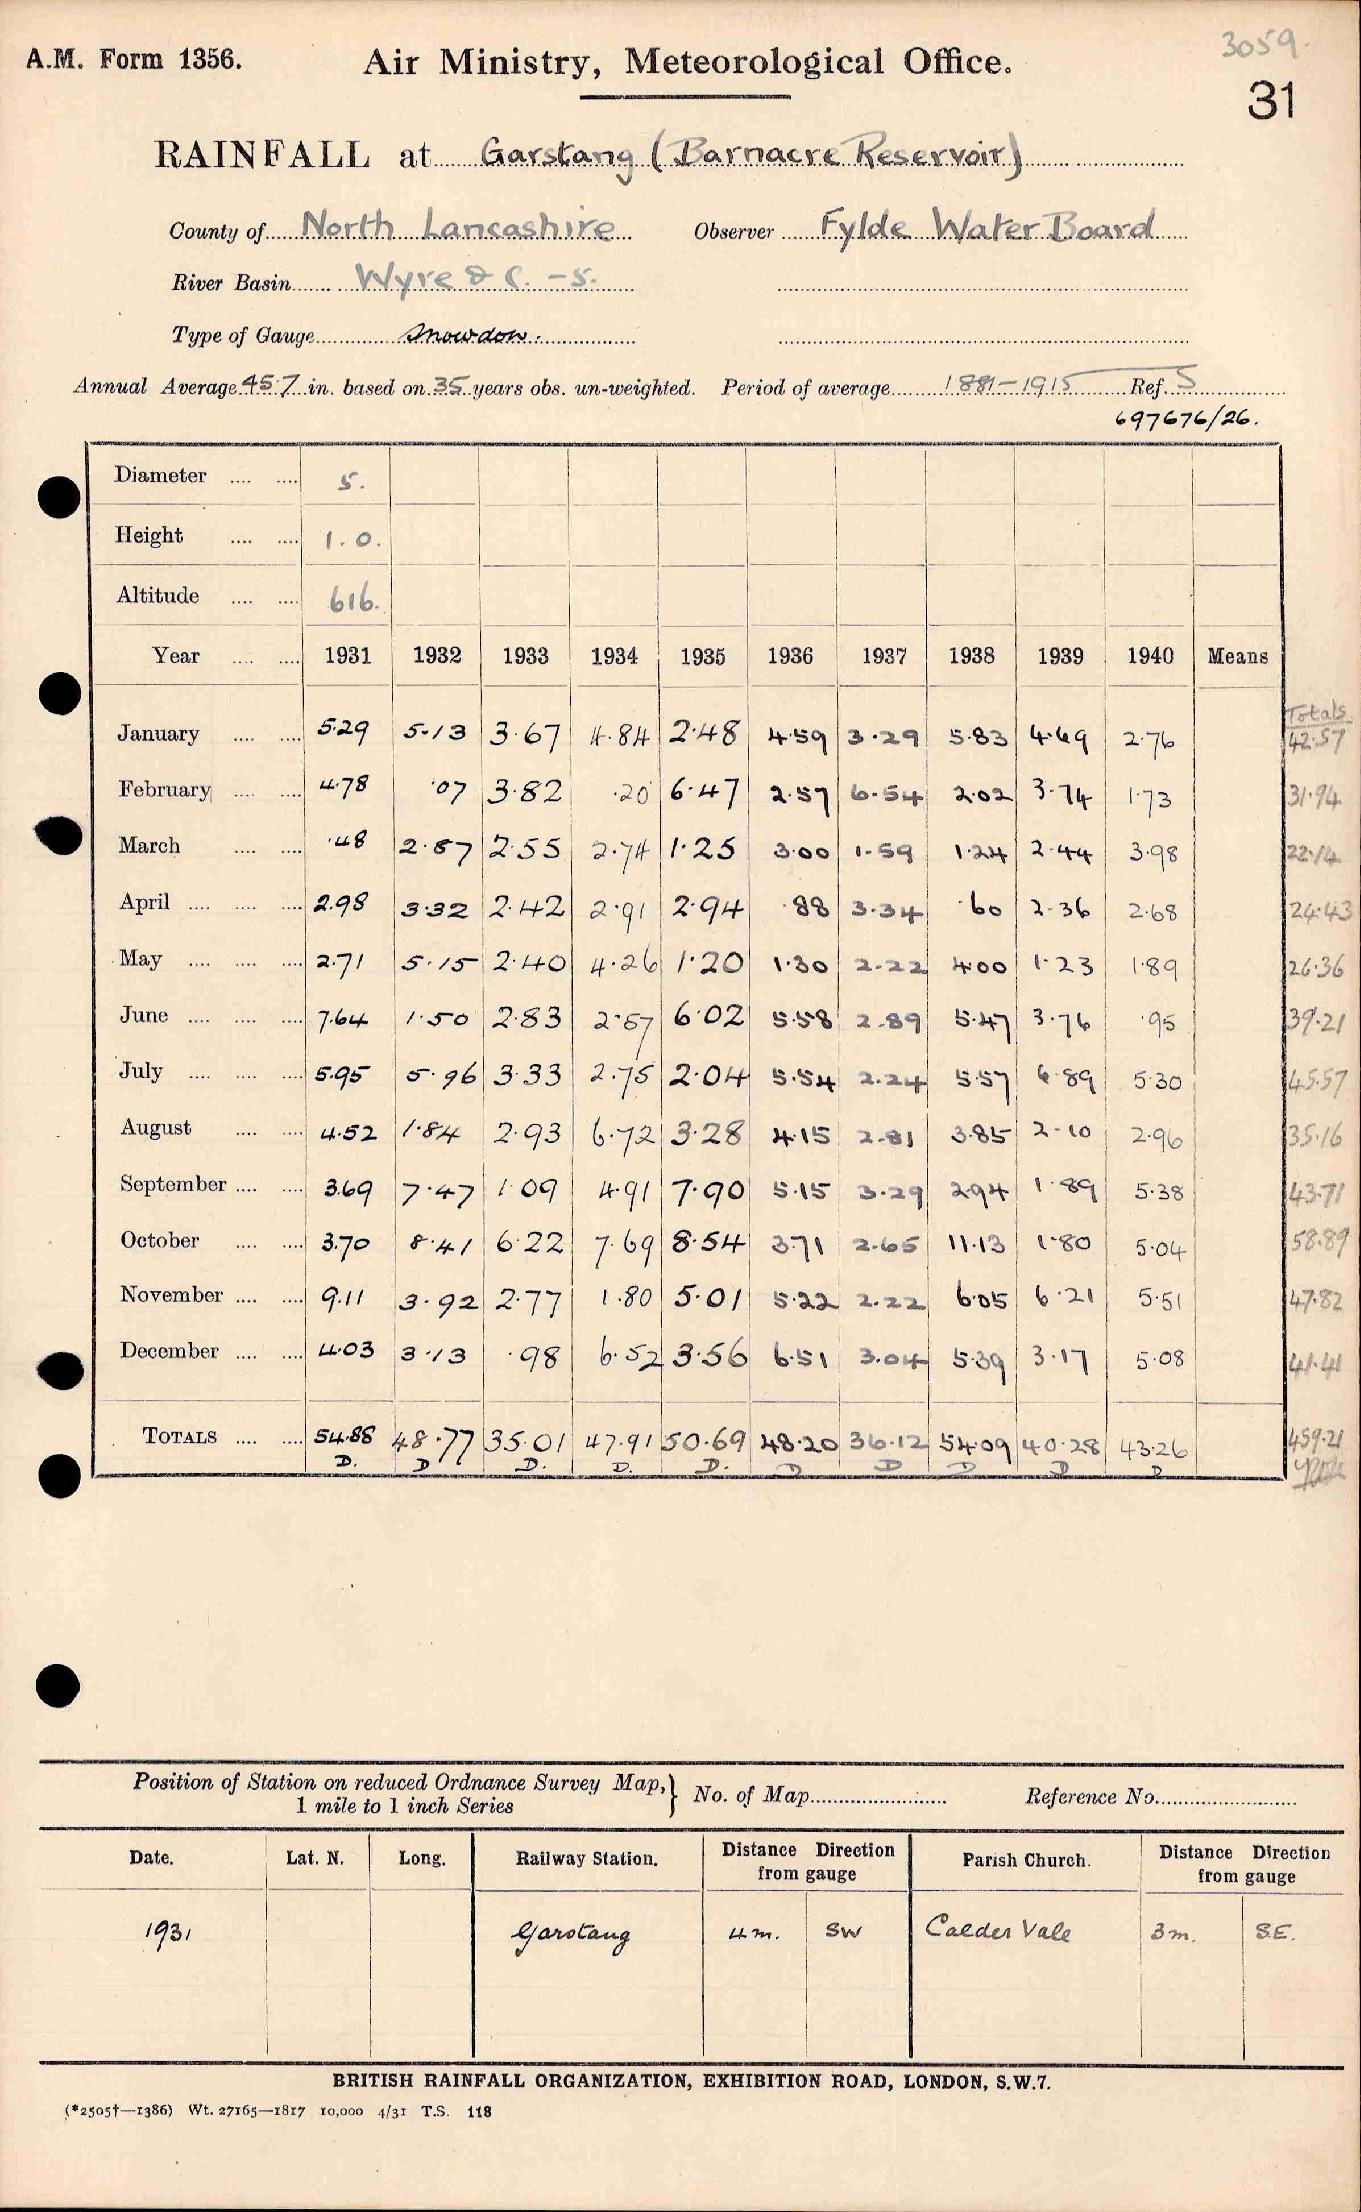 3059.
A.M. Form 1356. Air Ministry, Meteorological Office.
31
RAINFALL at Garstang (Barnacre Reservoir)
County of North Lancashire Observer Fylde Water Board
River Basin Wyre & C. - 5.
Type of Gauge Snowdon.
Annual Average 45.7 in. based on 35 years obs. un-weighted. Period of average 1881-1915 Ref. S
697676/26.
Diameter .... .... 5.
Height .... .... 1.0.
Altitude .... .... 616.
Year .... .... 1931 1932 1933 1934 1935 1936 1937 1938 1939 1940 Means
Totals
January .... .... 5.29 5.13 3.67 4.84 2.48 4.59 3.29 5.83 4.69 2.76 42.57
February .... .... 4.78 .07 3.82 .20 6.47 2.57 6.54 2.02 3.74 1.73 31.94
March .... .... .48 2.87 2.55 2.74 1.25 3.00 1.59 1.24 2.44 3.98 22.14
April .... .... .... 2.98 3.32 2.42 2.91 2.94 .88 3.34 .60 2.36 2.68 24.43
May .... .... .... 2.71 5.15 2.40 4.26 1.20 1.30 2.22 4.00 1.23 1.89 26.36
June .... .... .... 7.64 1.50 2.83 2.57 6.02 5.58 2.89 5.47 3.76 .95 39.21
July .... .... .... 5.95 5.96 3.33 2.75 2.04 5.54 2.24 5.57 6.89 5.30 45.57
August .... .... 4.52 1.84 2.93 6.72 3.28 4.15 2.81 3.85 2.10 2.96 35.16
September .... .... 3.69 7.47 1.09 4.91 7.90 5.15 3.29 2.94 1.89 5.38 43.71
October .... .... 3.70 8.41 6.22 7.69 8.54 3.71 2.65 11.13 1.80 5.04 58.89
November .... .... 9.11 3.92 2.77 1.80 5.01 5.22 2.22 6.05 6.21 5.51 47.82
December .... .... 4.03 3.13 .98 6.52 3.56 6.51 3.04 5.39 3.17 5.08 41.41
TOTALS .... .... 54.88 48.77 35.01 47.91 50.69 48.20 36.12 54.09 40.28 43.26 459.21
D. D D. D. D. D D D D D
Position of Station on reduced Ordnance Survey Map,} No. of Map Reference No.
1 mile to 1 inch Series
Date. Lat. N. Long. Railway Station. Distance Direction from gauge Parish Church. Distance Direction from gauge
1931 Garstang 4 m. SW Calder Vale 3 m. S.E.
BRITISH RAINFALL ORGANIZATION, EXHIBITION ROAD, LONDON, S.W.7.
(*2505†—1386) Wt. 27165—1817 10,000 4/31 T.S. 118